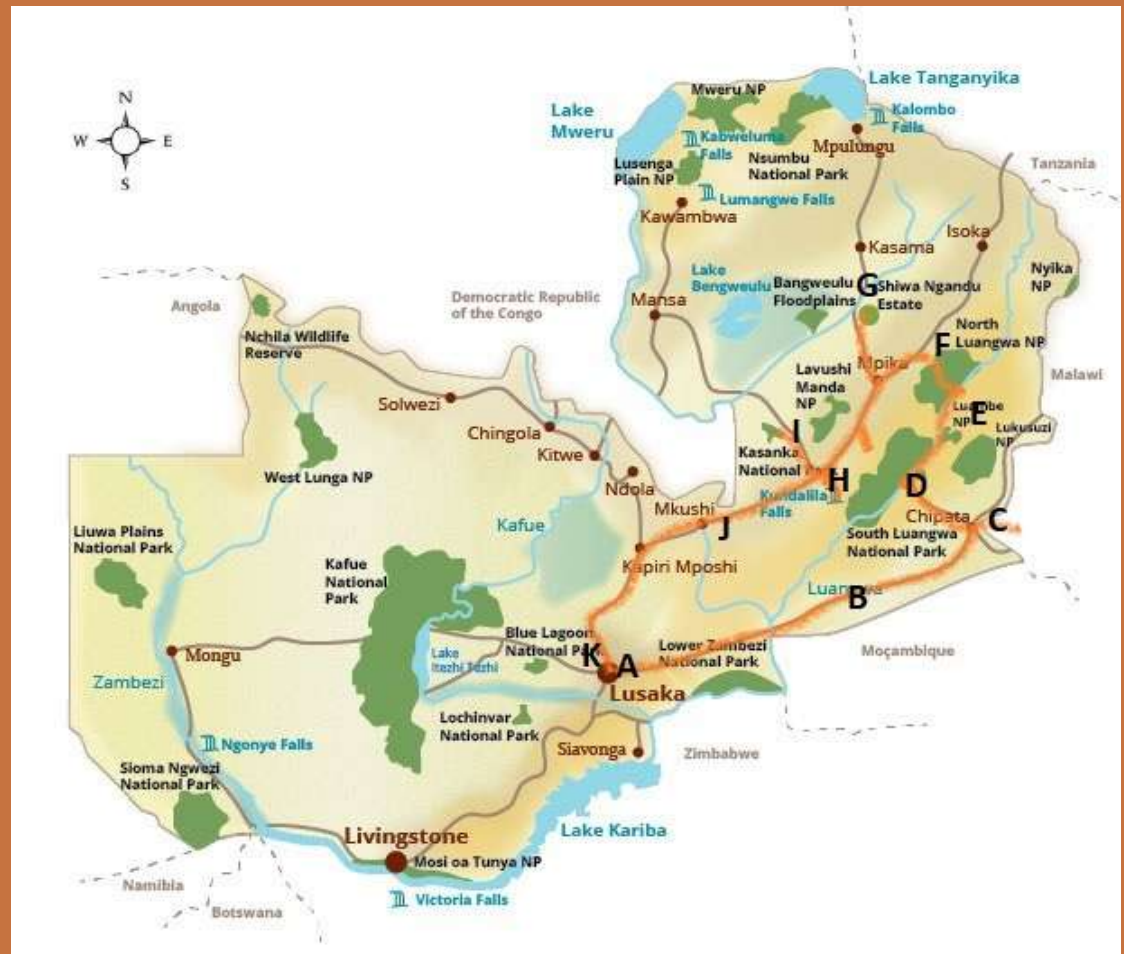 Lake Tanganyika
Mweru NP
Lake
Mweru
Kalombo
Falls
Kabweluma
Falls
Mpulungu
Nsumbu
National Park
Lusenga
Plain NP
Tanzania
Lumangwe Falls
Kawambwa
N
W
E
S
Isoka
Kasama
Nyika
NP
Lake
Bengweulu
Bangweulu
Floodplains
G
Shiwa Ngandu
Estate
Angola
Democratic Republic
of the Congo
Mansa
Nchila Wildlife
Reserve
North
Luangwa NP
F
Mpika
Malawi
Lavushi
Manda
NP
Solwezi
E
NP
Lukusuzi
NP
Chingola
I
Kitwe
Kasanka
National
West Lunga NP
H
D
Ndola
Kundalila
Falls
Mkushi
J
Chipata
C
Kafue
South Luangwa
National Park
Liuwa Plains
National Park
Kapiri Mposhi
Kafue
National
Park
B
Blue Lagoon
National
Lower Zambezi
National Park
Moçambique
Mongu
Lake
Itezhi Tezhi
K
A
Lusaka
Zambezi
Lochinvar
National Park
Siavonga
Zimbabwe
Ngonye Falls
Sioma Ngwezi
National Park
Lake Kariba
Livingstone
Mosi oa Tunya NP
Namibia
Victoria Falls
Botswana